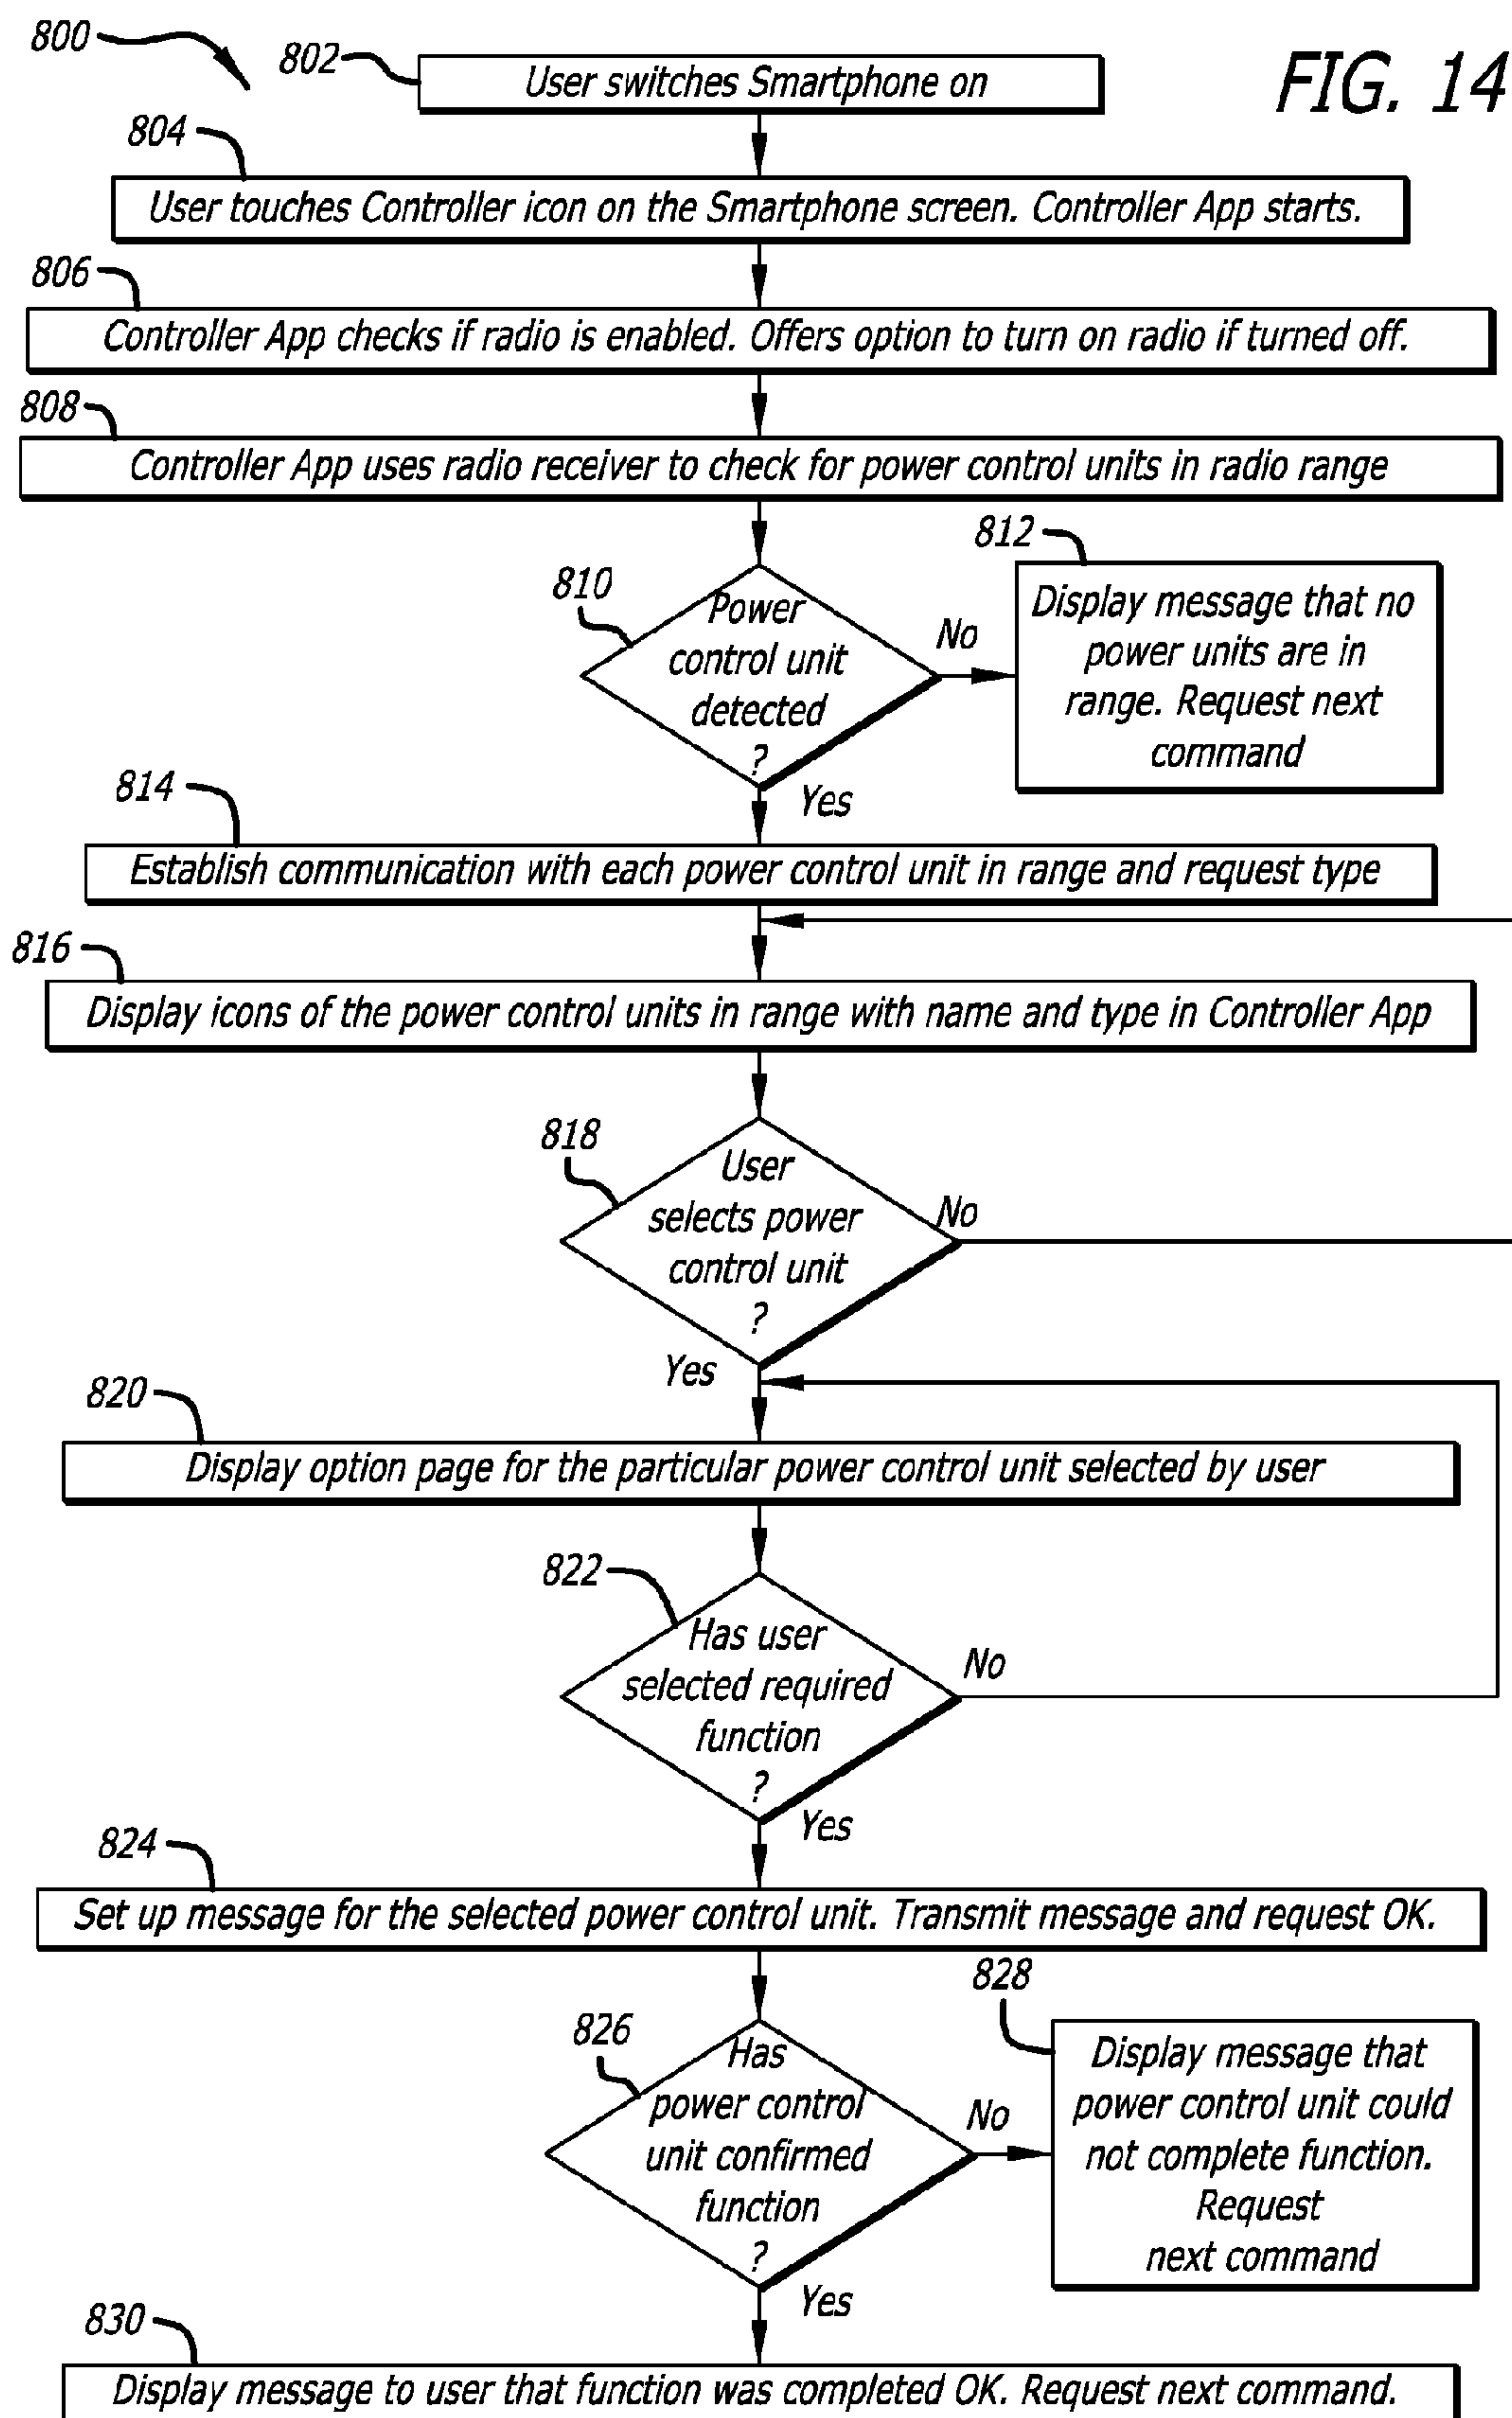 800
802
User switches Smartphone on
FIG. 14
804
User touches Controller icon on the Smartphone screen. Controller App starts.
806
Controller App checks if radio is enabled. Offers option to turn on radio if turned off.
808
Controller App uses radio receiver to check for power control units in radio range
810
Power
control unit
detected
?
No
812
Display message that no
power units are in
range. Request next
command
Yes
814
Establish communication with each power control unit in range and request type
816
Display icons of the power control units in range with name and type in Controller App
818
User
selects power
control unit
?
No
Yes
820
Display option page for the particular power control unit selected by user
822
Has user
selected required
function
?
No
Yes
824
Set up message for the selected power control unit. Transmit message and request OK.
826
Has
power control
unit confirmed
function
?
No
828
Display message that
power control unit could
not complete function.
Request
next command
Yes
830
Display message to user that function was completed OK. Request next command.